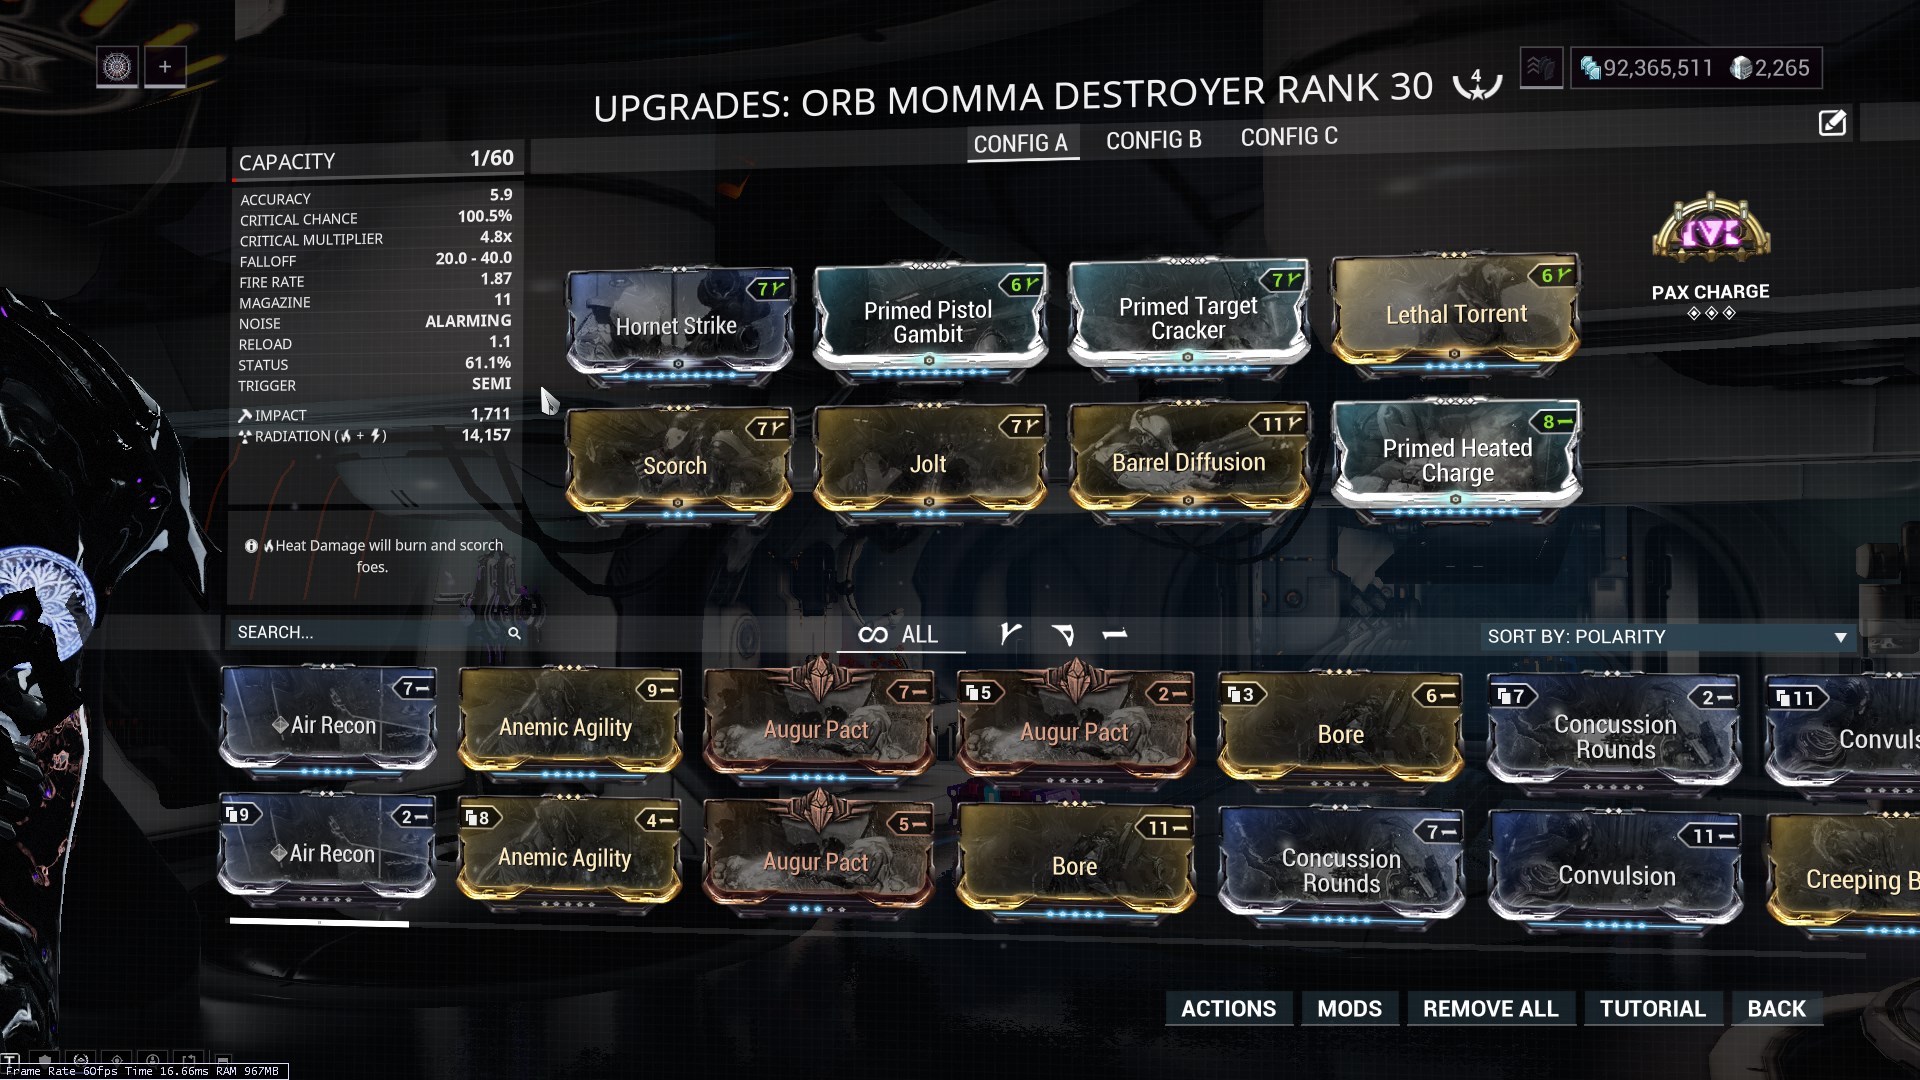 92,365,511 2,265
UPGRADES: ORB MOMMA DESTROYER RANK 30 4
CONFIG A CONFIG B CONFIG C
CAPACITY 1/60
ACCURACY 5.9
CRITICAL CHANCE 100.5%
CRITICAL MULTIPLIER 4.8x
FALLOFF 20.0 - 40.0
FIRE RATE 1.87
MAGAZINE 11
NOISE ALARMING
RELOAD 1.1
STATUS 61.1%
TRIGGER SEMI
IMPACT 1,711
RADIATION ( + ) 14,157
Heat Damage will burn and scorch
foes.
7
Hornet Strike
6
Primed Pistol
Gambit
7
Primed Target
Cracker
6
Lethal Torrent
PAX CHARGE
7
Scorch
7
Jolt
11
Barrel Diffusion
8
Primed Heated
Charge
SEARCH...
ALL
SORT BY: POLARITY
7
Air Recon
9
Anemic Agility
7
Augur Pact
5 2
Augur Pact
3 6
Bore
7 2
Concussion
Rounds
11
Convuls
9 2
Air Recon
8 4
Anemic Agility
5
Augur Pact
11
Bore
7
Concussion
Rounds
11
Convulsion
Creeping B
ACTIONS MODS REMOVE ALL TUTORIAL BACK
Frame Rate 60fps Time 16.66ms RAM 967MB